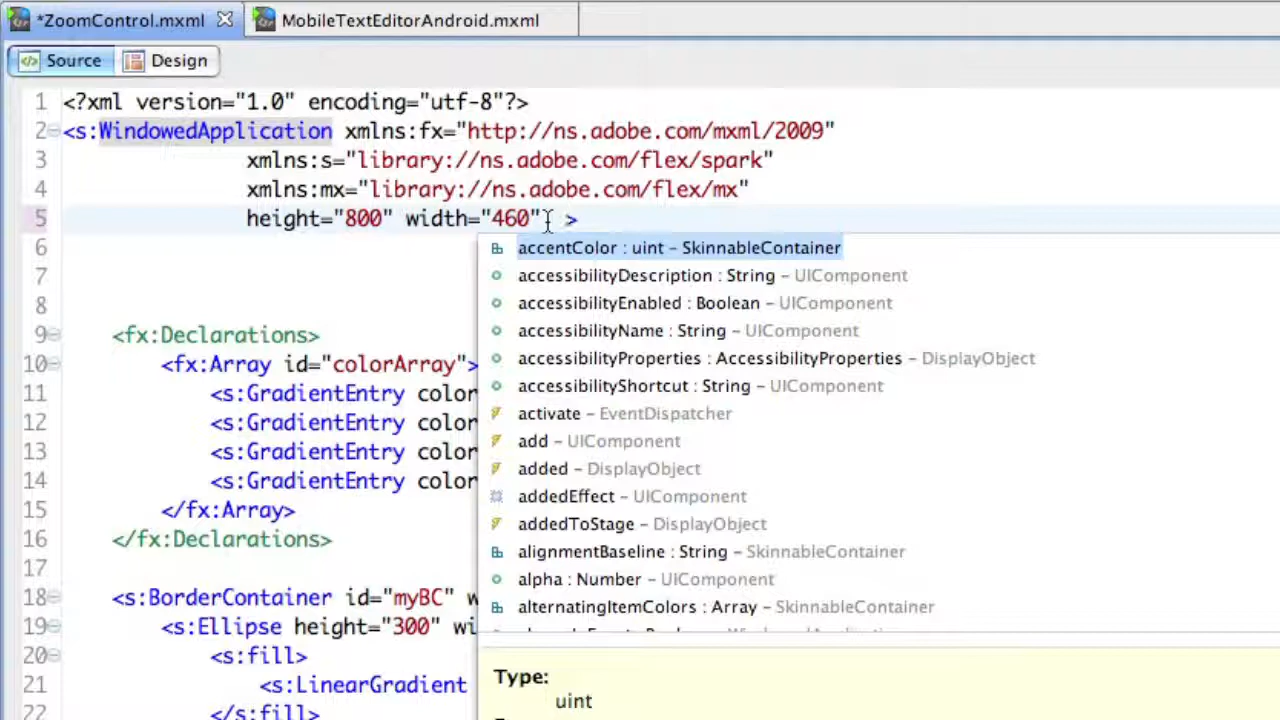 *ZoomControl.mxml MobileTextEditorAndroid.mxml
Source Design
1 <?xml version="1.0" encoding="utf-8"?>
2 <s:WindowedApplication xmlns:fx="http://ns.adobe.com/mxml/2009"
3 xmlns:s="library://ns.adobe.com/flex/spark"
4 xmlns:mx="library://ns.adobe.com/flex/mx"
5 height="800" width="460" >
6
7
8
9 <fx:Declarations>
10 <fx:Array id="colorArray">
11 <s:GradientEntry color
12 <s:GradientEntry color
13 <s:GradientEntry color
14 <s:GradientEntry color
15 </fx:Array>
16 </fx:Declarations>
17
18 <s:BorderContainer id="myBC" w
19 <s:Ellipse height="300" wi
20 <s:fill>
21 <s:LinearGradient
22 </s:fill>
accentColor : uint – SkinnableContainer
accessibilityDescription : String – UIComponent
accessibilityEnabled : Boolean – UIComponent
accessibilityName : String – UIComponent
accessibilityProperties : AccessibilityProperties – DisplayObject
accessibilityShortcut : String – UIComponent
activate – EventDispatcher
add – UIComponent
added – DisplayObject
addedEffect – UIComponent
addedToStage – DisplayObject
alignmentBaseline : String – SkinnableContainer
alpha : Number – UIComponent
alternatingItemColors : Array – SkinnableContainer
Type:
uint